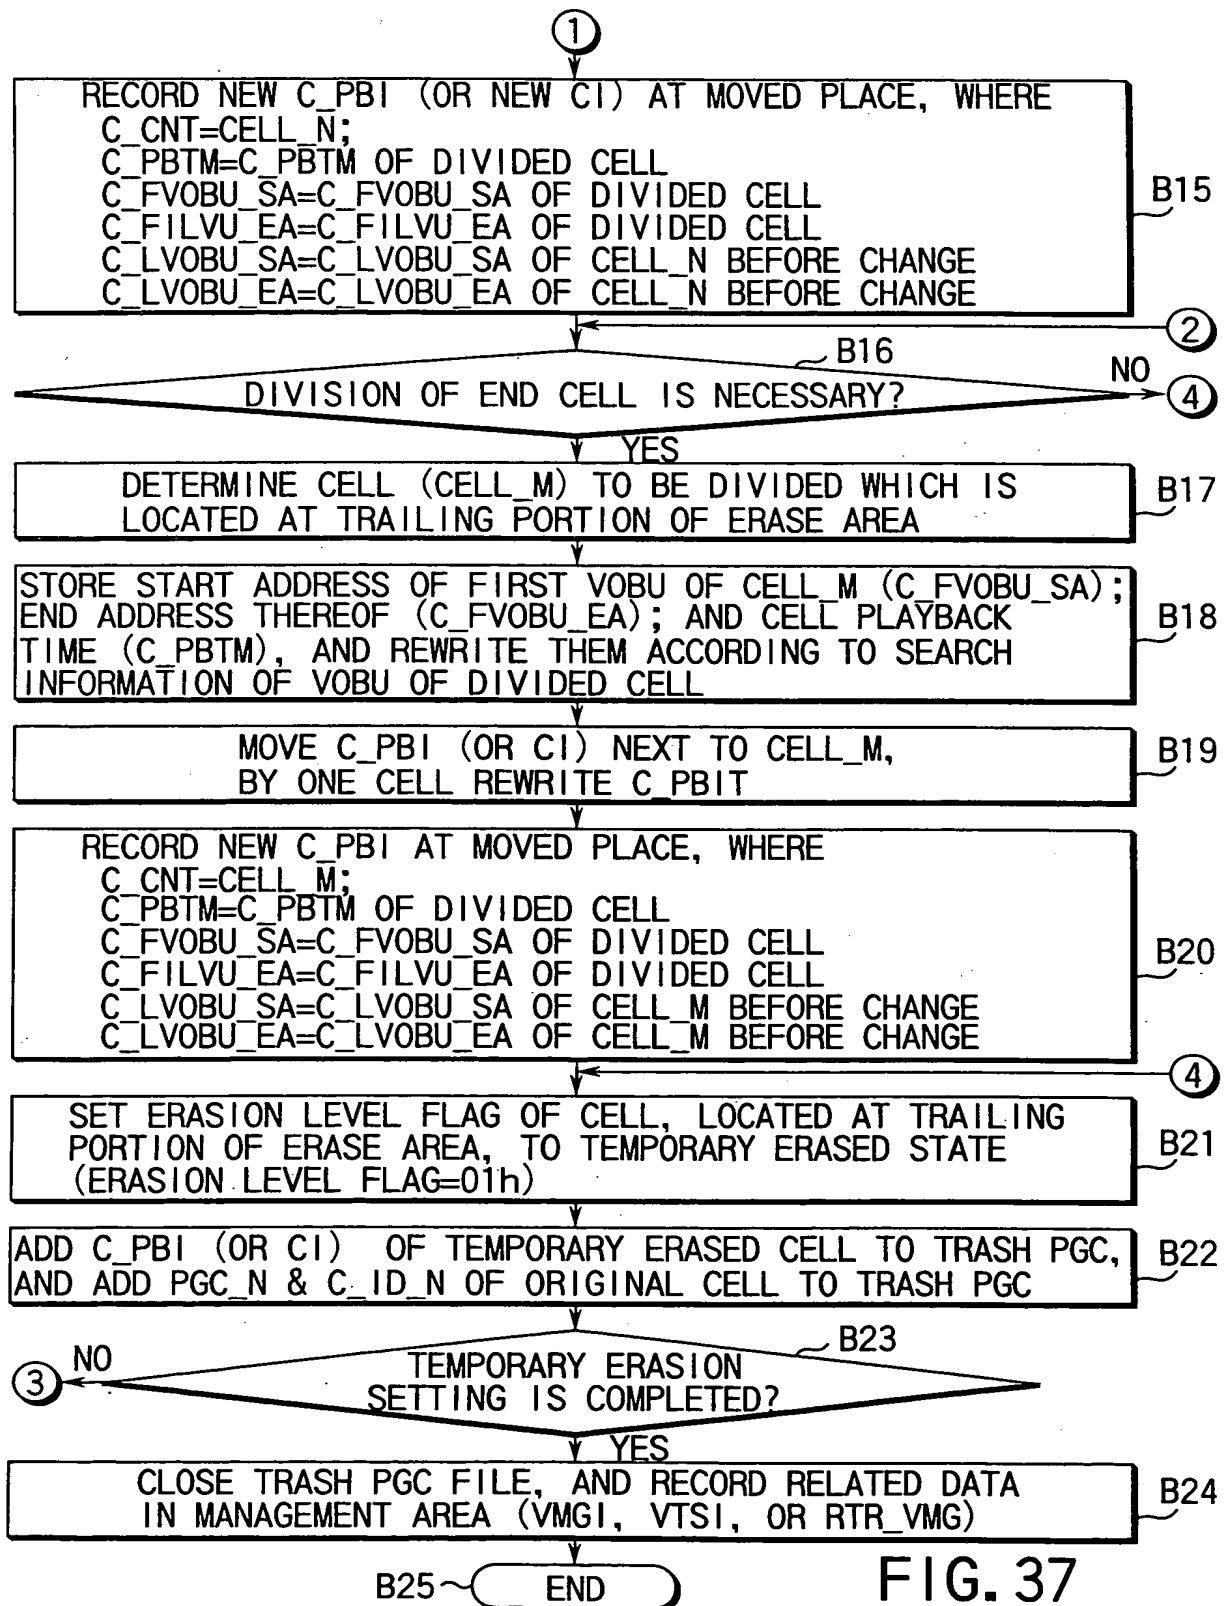 1
RECORD NEW C_PBI (OR NEW CI) AT MOVED PLACE, WHERE
C_CNT=CELL_N;
C_PBTM=C_PBTM OF DIVIDED CELL
C_FVOBU_SA=C_FVOBU_SA OF DIVIDED CELL
C_FILVU_EA=C_FILVU_EA OF DIVIDED CELL
C_LVOBU_SA=C_LVOBU_SA OF CELL_N BEFORE CHANGE
C_LVOBU_EA=C_LVOBU_EA OF CELL_N BEFORE CHANGE
B15
2
B16
DIVISION OF END CELL IS NECESSARY?
NO
4
YES
DETERMINE CELL (CELL_M) TO BE DIVIDED WHICH IS
LOCATED AT TRAILING PORTION OF ERASE AREA
B17
STORE START ADDRESS OF FIRST VOBU OF CELL_M (C_FVOBU_SA);
END ADDRESS THEREOF (C_FVOBU_EA); AND CELL PLAYBACK
TIME (C_PBTM), AND REWRITE THEM ACCORDING TO SEARCH
INFORMATION OF VOBU OF DIVIDED CELL
B18
MOVE C_PBI (OR CI) NEXT TO CELL_M,
BY ONE CELL REWRITE C_PBIT
B19
RECORD NEW C_PBI AT MOVED PLACE, WHERE
C_CNT=CELL_M;
C_PBTM=C_PBTM OF DIVIDED CELL
C_FVOBU_SA=C_FVOBU_SA OF DIVIDED CELL
C_FILVU_EA=C_FILVU_EA OF DIVIDED CELL
C_LVOBU_SA=C_LVOBU_SA OF CELL_M BEFORE CHANGE
C_LVOBU_EA=C_LVOBU_EA OF CELL_M BEFORE CHANGE
B20
4
SET ERASION LEVEL FLAG OF CELL, LOCATED AT TRAILING
PORTION OF ERASE AREA, TO TEMPORARY ERASED STATE
(ERASION LEVEL FLAG=01h)
B21
ADD C_PBI (OR CI) OF TEMPORARY ERASED CELL TO TRASH PGC,
AND ADD PGC_N & C_ID_N OF ORIGINAL CELL TO TRASH PGC
B22
B23
TEMPORARY ERASION
SETTING IS COMPLETED?
NO
3
YES
CLOSE TRASH PGC FILE, AND RECORD RELATED DATA
IN MANAGEMENT AREA (VMGI, VTSI, OR RTR_VMG)
B24
B25
END
FIG. 37